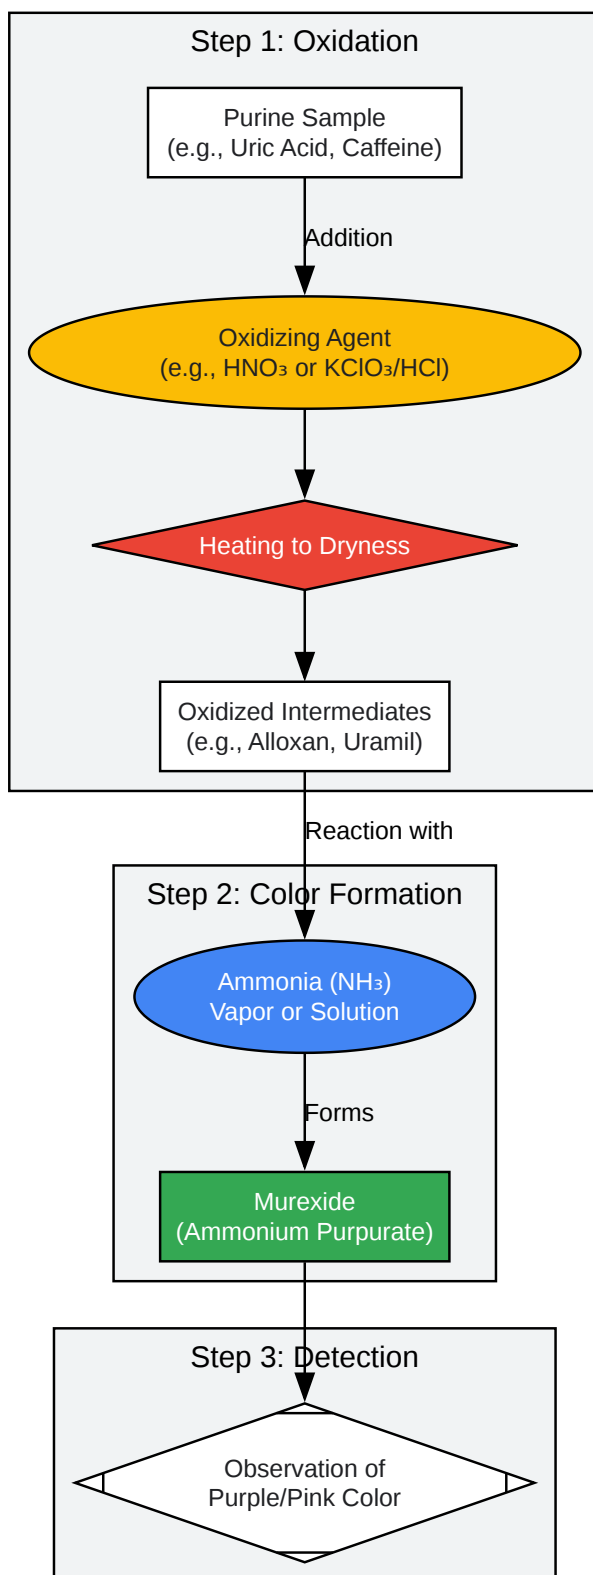 Step 1: Oxidation
Purine Sample
(e.g., Uric Acid, Caffeine)
Addition
Oxidizing Agent
(e.g., HNO₃ or KClO₃/HCl)
Heating to Dryness
Oxidized Intermediates
(e.g., Alloxan, Uramil)
Reaction with
Step 2: Color Formation
Ammonia (NH₃)
Vapor or Solution
Forms
Murexide
(Ammonium Purpurate)
Step 3: Detection
Observation of
Purple/Pink Color